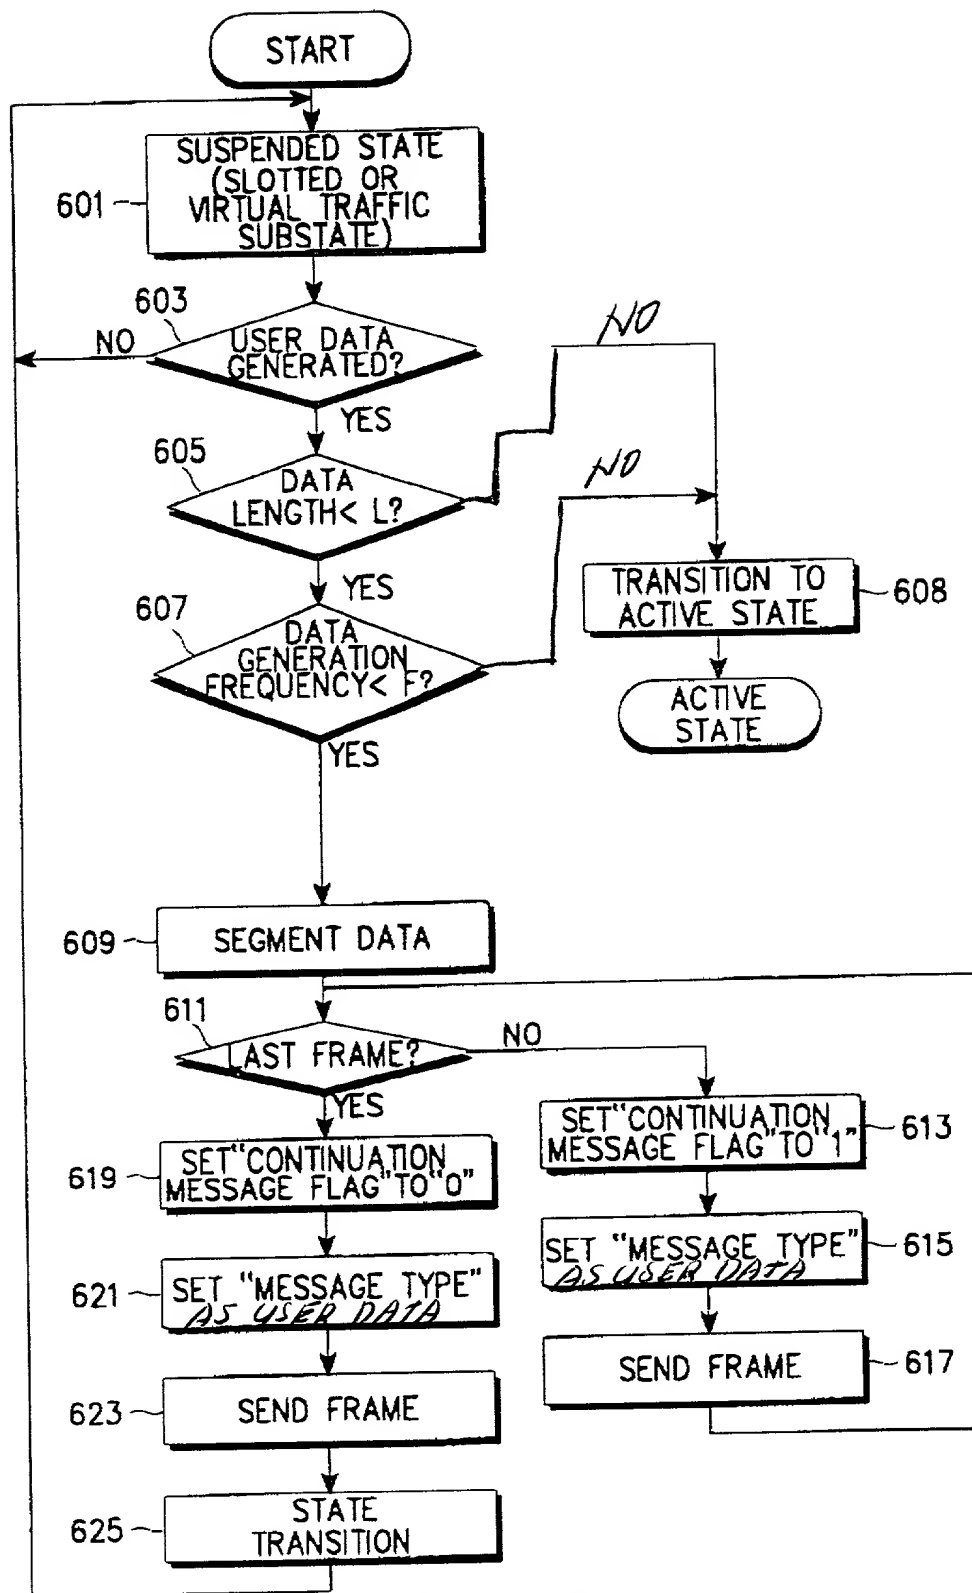 START
SUSPENDED STATE
(SLOTTED OR
VIRTUAL TRAFFIC
SUBSTATE)
601
603
NO
USER DATA
GENERATED?
YES
NO
605
DATA
LENGTH< L?
YES
NO
607
DATA
GENERATION
FREQUENCY< F?
YES
TRANSITION TO
ACTIVE STATE
608
ACTIVE
STATE
609
SEGMENT DATA
611
LAST FRAME?
NO
YES
SET"CONTINUATION
MESSAGE FLAG"TO"1"
613
619
SET"CONTINUATION
MESSAGE FLAG"TO"0"
SET "MESSAGE TYPE"
AS USER DATA
615
621
SET "MESSAGE TYPE"
AS USER DATA
SEND FRAME
617
623
SEND FRAME
625
STATE
TRANSITION